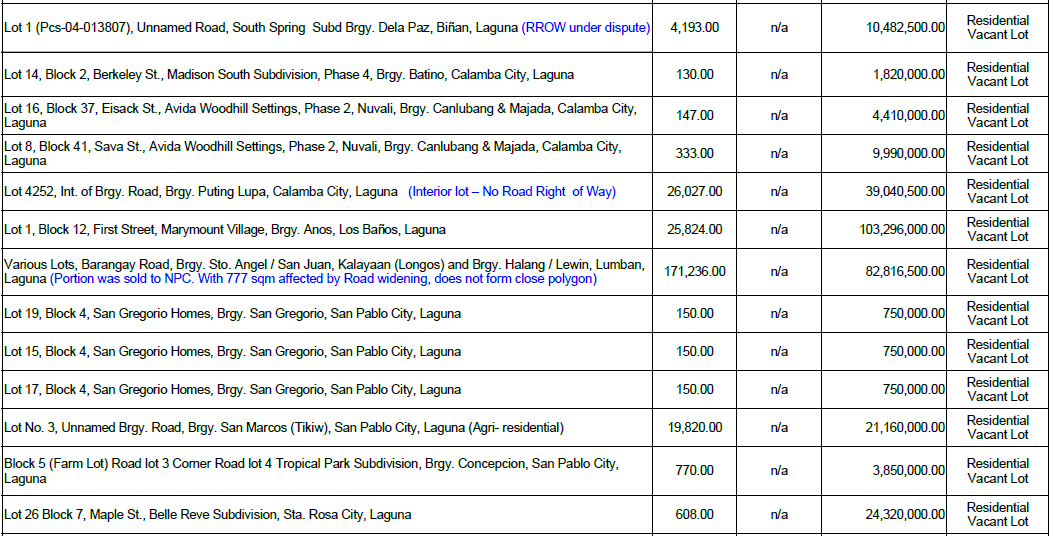 Lot 1 (Pcs-04-013807), Unnamed Road, South Spring Subd Brgy. Dela Paz, Biñan, Laguna (RROW under dispute) 4,193.00 n/a 10,482,500.00 Residential
Vacant Lot
Lot 14, Block 2, Berkeley St., Madison South Subdivision, Phase 4, Brgy. Batino, Calamba City, Laguna 130.00 n/a 1,820,000.00 Residential
Vacant Lot
Lot 16, Block 37, Eisack St., Avida Woodhill Settings, Phase 2, Nuvali, Brgy. Canlubang & Majada, Calamba City,
Laguna 147.00 n/a 4,410,000.00 Residential
Vacant Lot
Lot 8, Block 41, Sava St., Avida Woodhill Settings, Phase 2, Nuvali, Brgy. Canlubang & Majada, Calamba City,
Laguna 333.00 n/a 9,990,000.00 Residential
Vacant Lot
Lot 4252, Int. of Brgy. Road, Brgy. Puting Lupa, Calamba City, Laguna (Interior lot – No Road Right of Way) 26,027.00 n/a 39,040,500.00 Residential
Vacant Lot
Lot 1, Block 12, First Street, Marymount Village, Brgy. Anos, Los Baños, Laguna 25,824.00 n/a 103,296,000.00 Residential
Vacant Lot
Various Lots, Barangay Road, Brgy. Sto. Angel / San Juan, Kalayaan (Longos) and Brgy. Halang / Lewin, Lumban,
Laguna (Portion was sold to NPC. With 777 sqm affected by Road widening, does not form close polygon) 171,236.00 n/a 82,816,500.00 Residential
Vacant Lot
Lot 19, Block 4, San Gregorio Homes, Brgy. San Gregorio, San Pablo City, Laguna 150.00 n/a 750,000.00 Residential
Vacant Lot
Lot 15, Block 4, San Gregorio Homes, Brgy. San Gregorio, San Pablo City, Laguna 150.00 n/a 750,000.00 Residential
Vacant Lot
Lot 17, Block 4, San Gregorio Homes, Brgy. San Gregorio, San Pablo City, Laguna 150.00 n/a 750,000.00 Residential
Vacant Lot
Lot No. 3, Unnamed Brgy. Road, Brgy. San Marcos (Tikiw), San Pablo City, Laguna (Agri- residential) 19,820.00 n/a 21,160,000.00 Residential
Vacant Lot
Block 5 (Farm Lot) Road lot 3 Corner Road lot 4 Tropical Park Subdivision, Brgy. Concepcion, San Pablo City,
Laguna 770.00 n/a 3,850,000.00 Residential
Vacant Lot
Lot 26 Block 7, Maple St., Belle Reve Subdivision, Sta. Rosa City, Laguna 608.00 n/a 24,320,000.00 Residential
Vacant Lot